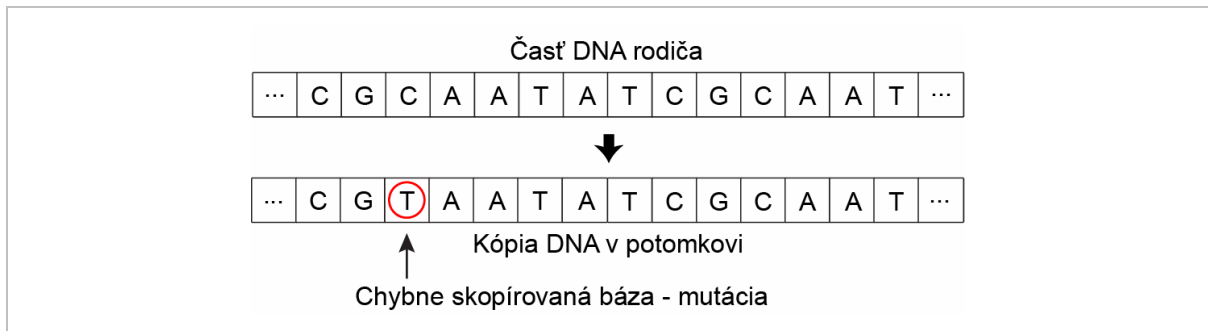 Časť DNA rodiča
... C G C A A T A T C G C A A T ...
... C G T A A T A T C G C A A T ...
Kópia DNA v potomkovi
Chybne skopírovaná báza - mutácia